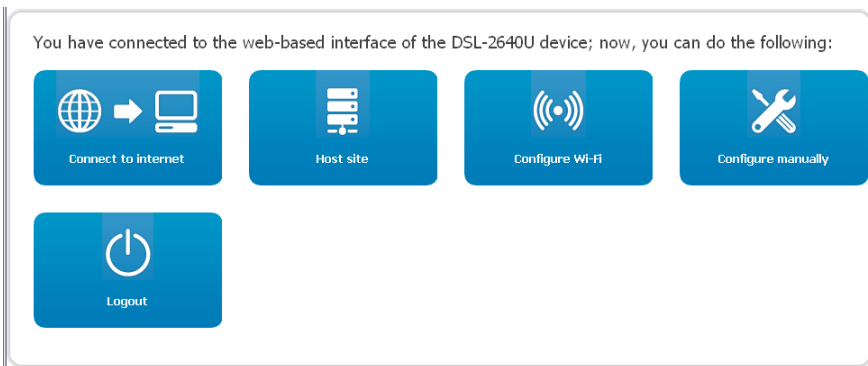 You have connected to the web-based interface of the DSL-2640U device; now, you can do the following:
Connect to internet
Host site
Configure Wi-Fi
Configure manually
Logout